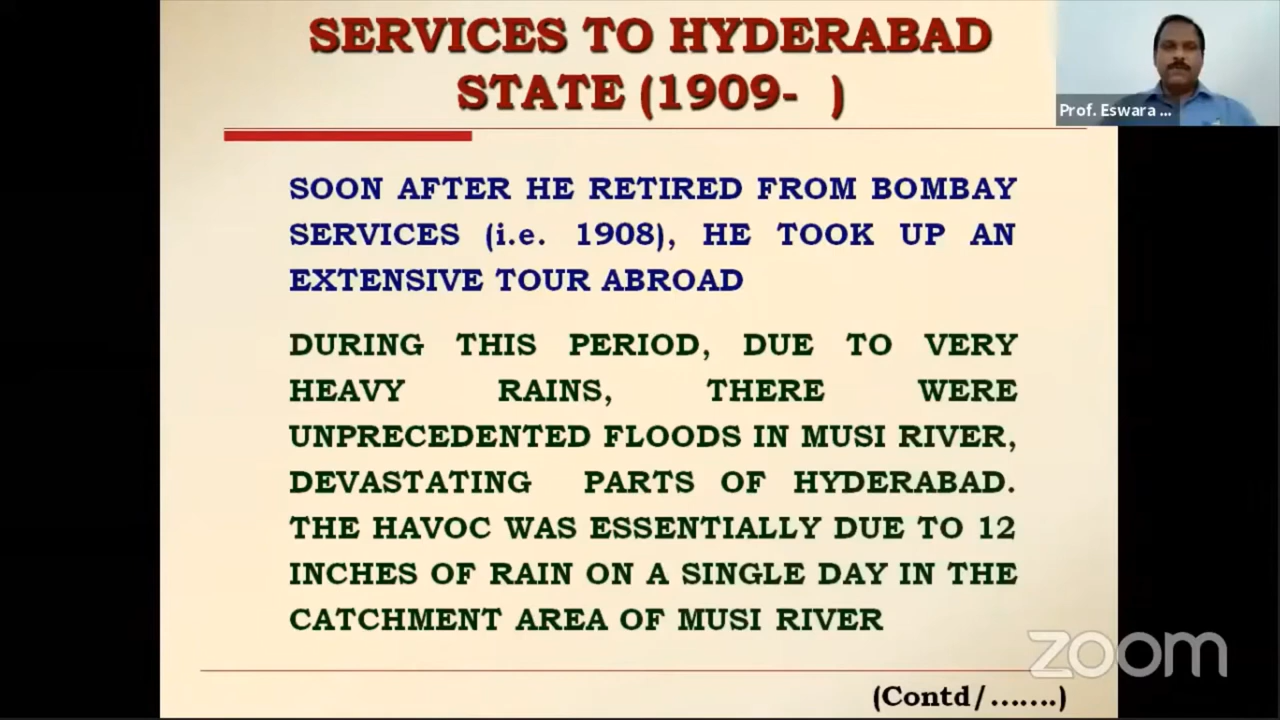 SERVICES TO HYDERABAD
STATE (1909-  )
Prof. Eswara ...
SOON AFTER HE RETIRED FROM BOMBAY
SERVICES (i.e. 1908), HE TOOK UP AN
EXTENSIVE TOUR ABROAD
DURING THIS PERIOD, DUE TO VERY
HEAVY RAINS, THERE WERE
UNPRECEDENTED FLOODS IN MUSI RIVER,
DEVASTATING PARTS OF HYDERABAD.
THE HAVOC WAS ESSENTIALLY DUE TO 12
INCHES OF RAIN ON A SINGLE DAY IN THE
CATCHMENT AREA OF MUSI RIVER
zoom
(Contd/.......)